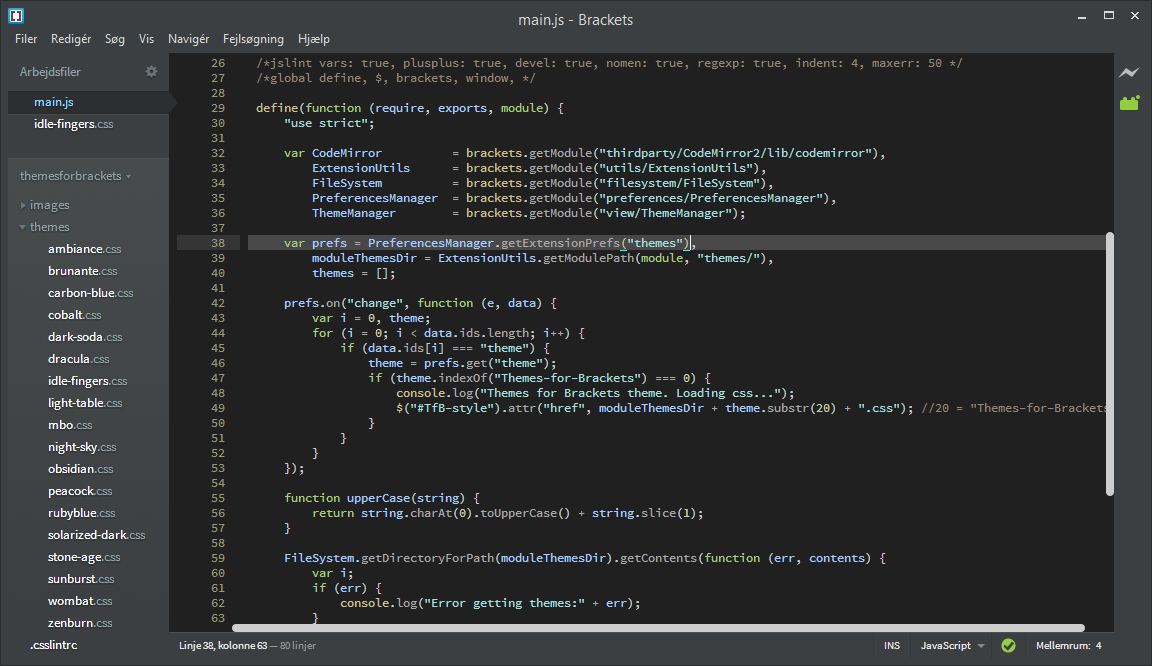 main.js - Brackets
Filer Redigér Søg Vis Navigér Fejlsøgning Hjælp
Arbejdsfiler
main.js
idle-fingers.css
themesforbrackets
images
themes
ambiance.css
brunante.css
carbon-blue.css
cobalt.css
dark-soda.css
dracula.css
idle-fingers.css
light-table.css
mbo.css
night-sky.css
obsidian.css
peacock.css
rubyblue.css
solarized-dark.css
stone-age.css
sunburst.css
wombat.css
zenburn.css
.csslintrc
26 /*jslint vars: true, plusplus: true, devel: true, nomen: true, regexp: true, indent: 4, maxerr: 50 */
27 /*global define, $, brackets, window, */
28
29 define(function (require, exports, module) {
30     "use strict";
31
32     var CodeMirror          = brackets.getModule("thirdparty/CodeMirror2/lib/codemirror"),
33         ExtensionUtils      = brackets.getModule("utils/ExtensionUtils"),
34         FileSystem          = brackets.getModule("filesystem/FileSystem"),
35         PreferencesManager  = brackets.getModule("preferences/PreferencesManager"),
36         ThemeManager        = brackets.getModule("view/ThemeManager");
37
38     var prefs = PreferencesManager.getExtensionPrefs("themes"),
39         moduleThemesDir = ExtensionUtils.getModulePath(module, "themes/"),
40         themes = [];
41
42     prefs.on("change", function (e, data) {
43         var i = 0, theme;
44         for (i = 0; i < data.ids.length; i++) {
45             if (data.ids[i] === "theme") {
46                 theme = prefs.get("theme");
47                 if (theme.indexOf("Themes-for-Brackets") === 0) {
48                     console.log("Themes for Brackets theme. Loading css...");
49                     $("#TfB-style").attr("href", moduleThemesDir + theme.substr(20) + ".css"); //20 = "Themes-for-Brackets
50                 }
51             }
52         }
53     });
54
55     function upperCase(string) {
56         return string.charAt(0).toUpperCase() + string.slice(1);
57     }
58
59     FileSystem.getDirectoryForPath(moduleThemesDir).getContents(function (err, contents) {
60         var i;
61         if (err) {
62             console.log("Error getting themes:" + err);
63         }
Linje 38, kolonne 63 — 80 linjer INS JavaScript Mellemrum: 4